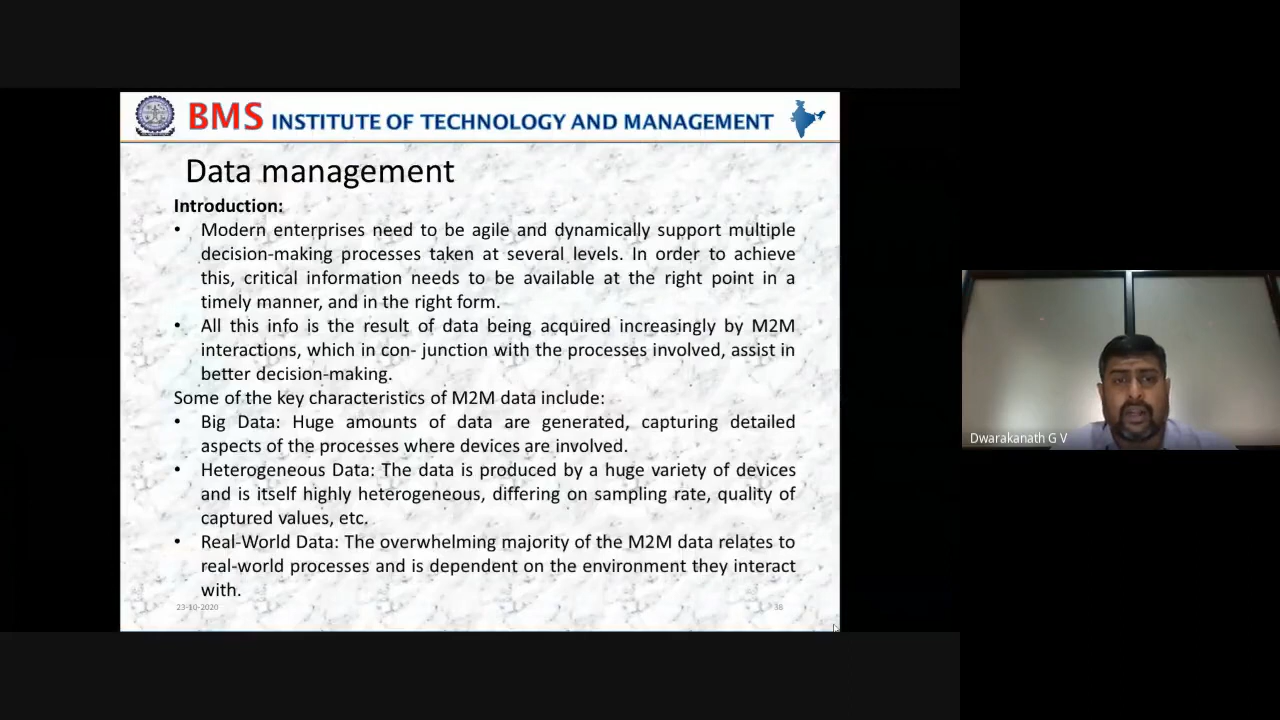 BMS INSTITUTE OF TECHNOLOGY AND MANAGEMENT
Data management
Introduction:
• Modern enterprises need to be agile and dynamically support multiple
decision-making processes taken at several levels. In order to achieve
this, critical information needs to be available at the right point in a
timely manner, and in the right form.
• All this info is the result of data being acquired increasingly by M2M
interactions, which in con- junction with the processes involved, assist in
better decision-making.
Some of the key characteristics of M2M data include:
• Big Data: Huge amounts of data are generated, capturing detailed
aspects of the processes where devices are involved.
• Heterogeneous Data: The data is produced by a huge variety of devices
and is itself highly heterogeneous, differing on sampling rate, quality of
captured values, etc.
• Real-World Data: The overwhelming majority of the M2M data relates to
real-world processes and is dependent on the environment they interact
with.
23-10-2020
38
Dwarakanath G V